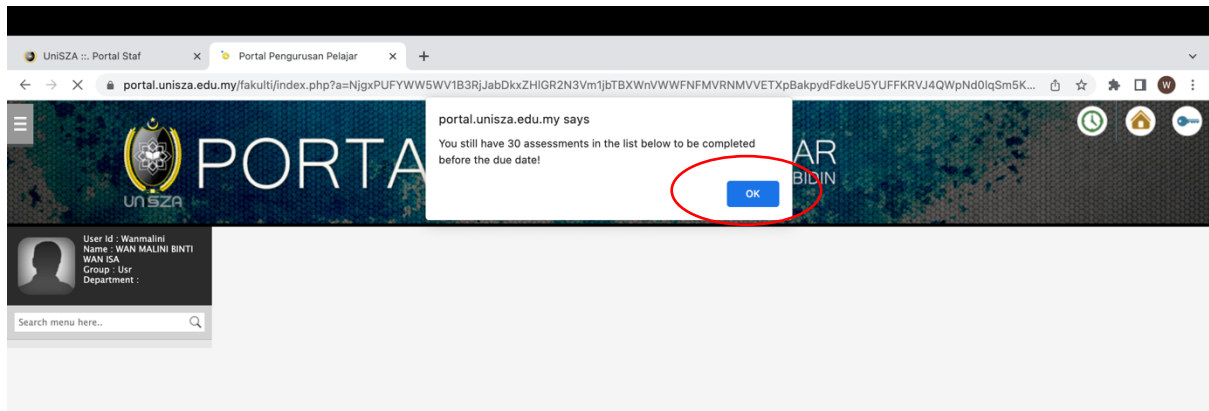 UniSZA ::. Portal Staf
Portal Pengurusan Pelajar
portal.unisza.edu.my/fakulti/index.php?a=NjgxPUFYWW5WV1B3RjJabDkxZHlGR2N3Vm1jbTBXWnVWWFNFMVRNMVVETXpBakpydFdkeU5YUFFKRVJ4QWpNd0lqSm5K...
W
portal.unisza.edu.my says
You still have 30 assessments in the list below to be completed
before the due date!
OK
UniSZA
PORTA
AR
BIDIN
User Id : Wanmalini
Name : WAN MALINI BINTI
WAN ISA
Group : Usr
Department :
Search menu here..